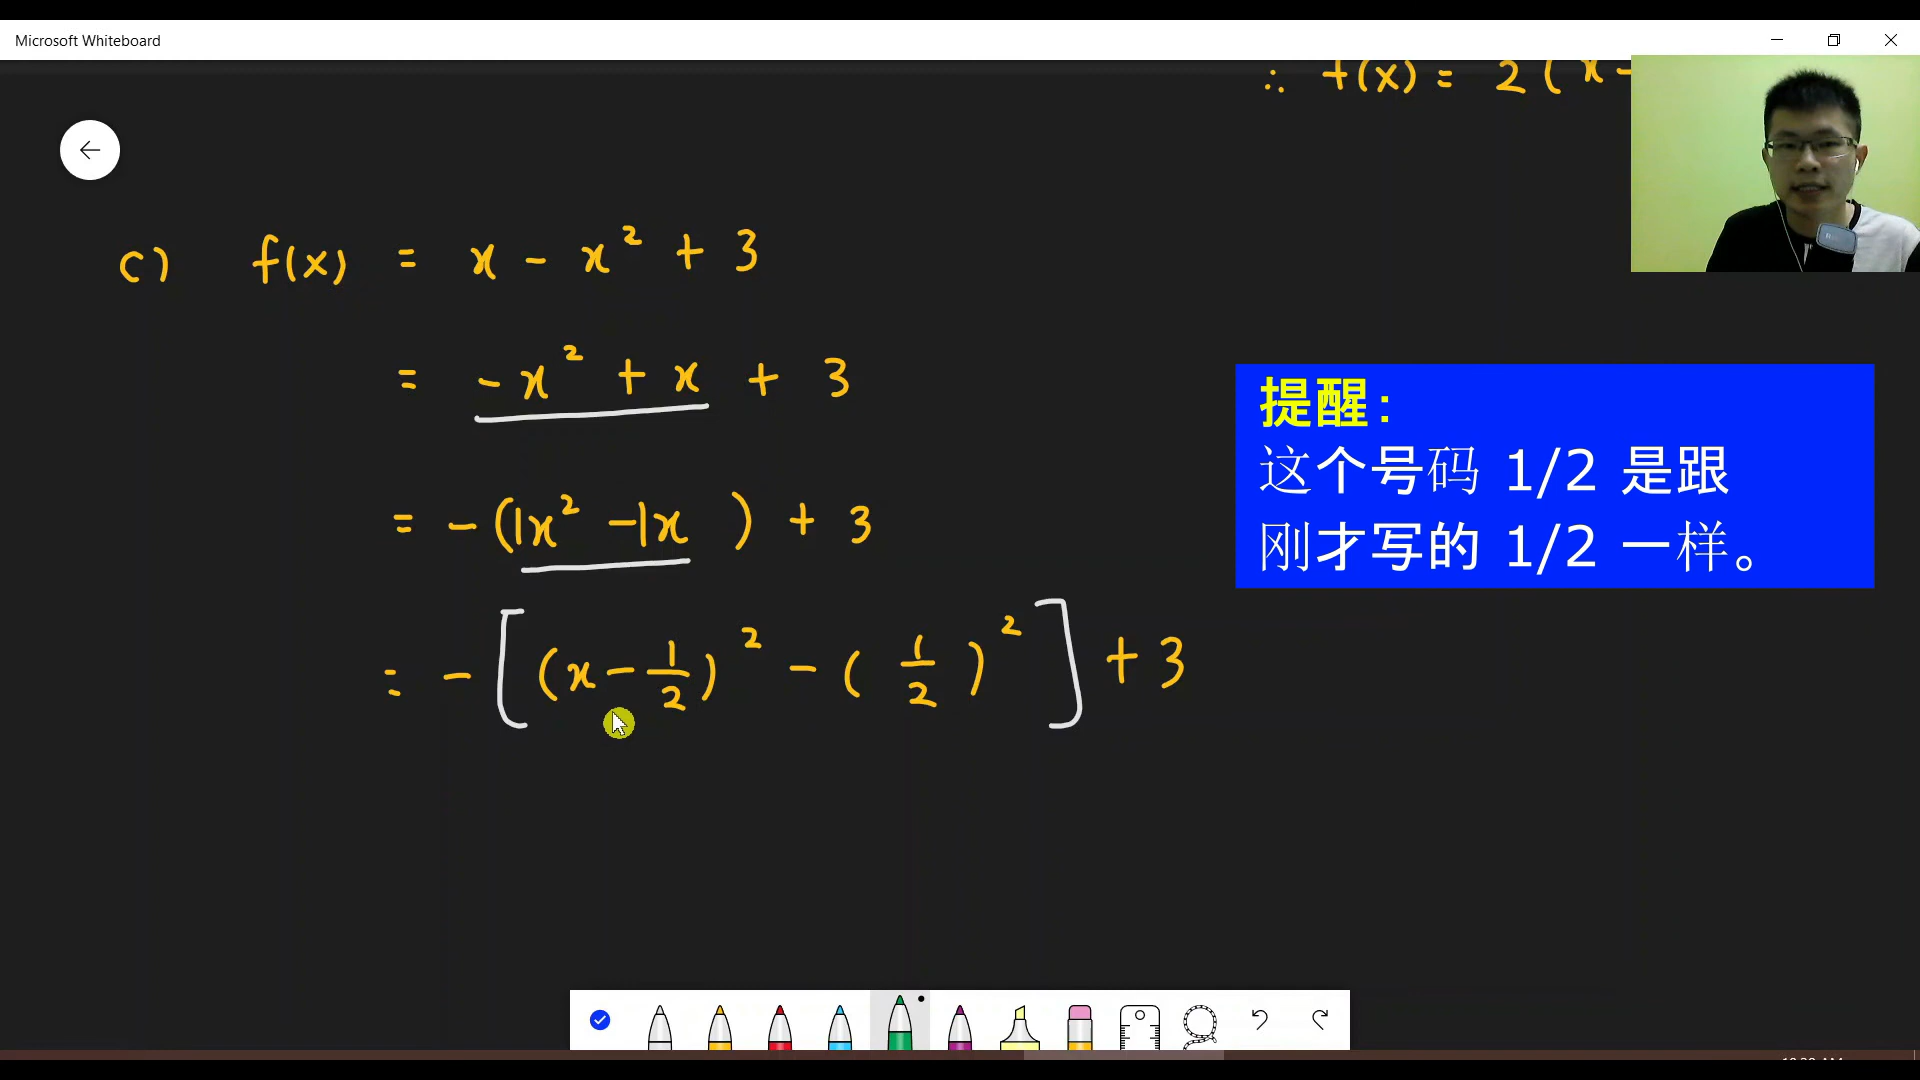 Microsoft Whiteboard
∴ f(x) = 2(x-
c) f(x) = x - x² + 3
= -x² + x + 3
= -(1x² -1x ) + 3
= -[(x - 1/2)² - (1/2)²] + 3
提醒:
这个号码 1/2 是跟
刚才写的 1/2 一样。